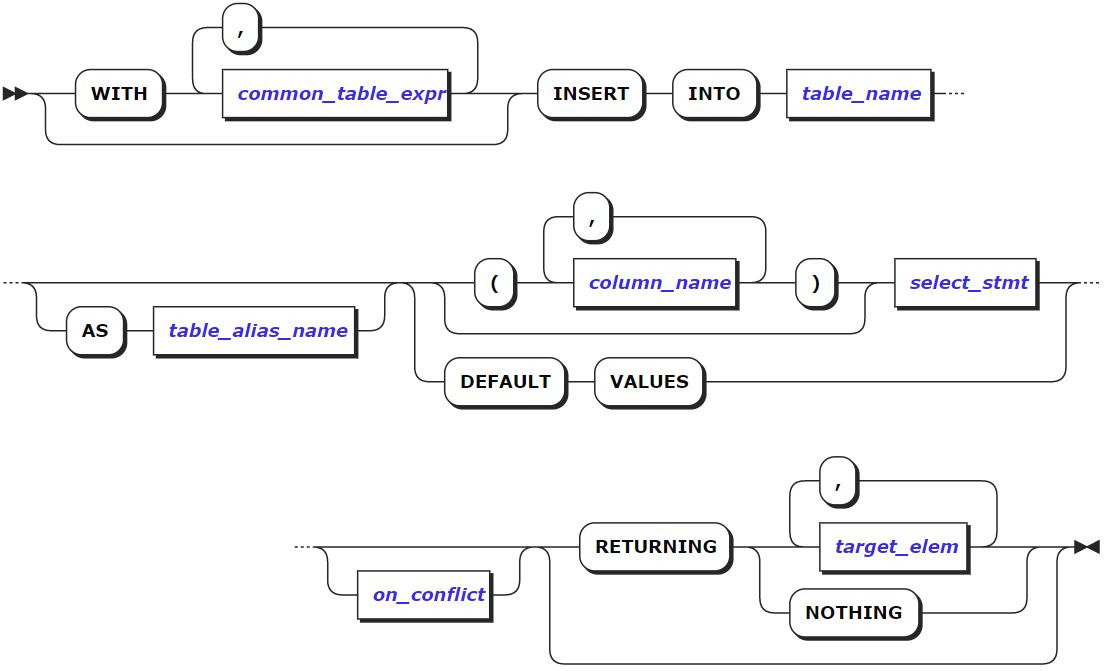 ,
WITH common_table_expr INSERT INTO table_name
,
( column_name ) select_stmt
AS table_alias_name
DEFAULT VALUES
,
RETURNING target_elem
on_conflict
NOTHING